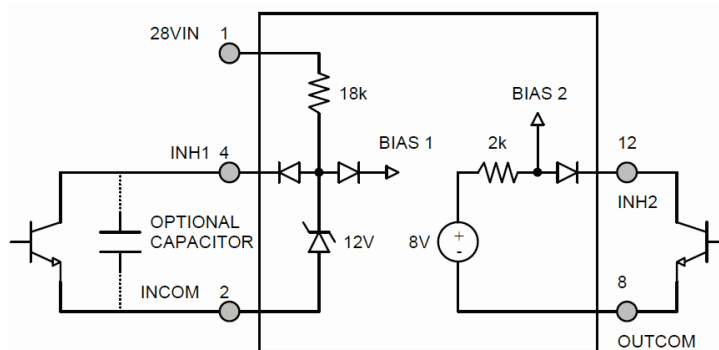 28VIN 1
18k
BIAS 1
INH1 4
OPTIONAL
CAPACITOR
12V
INCOM 2
BIAS 2
2k
12
INH2
8V
+
-
8
OUTCOM